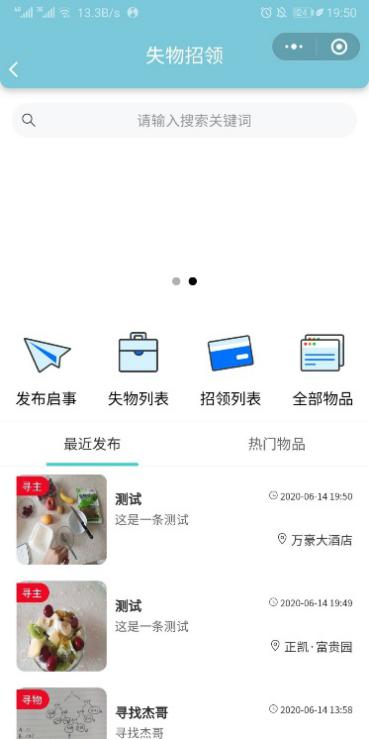 13.3B/s 19:50
失物招领
请输入搜索关键词
发布启事 失物列表 招领列表 全部物品
最近发布 热门物品
寻主
测试 2020-06-14 19:50
这是一条测试
万豪大酒店
寻主
测试 2020-06-14 19:49
这是一条测试
正凯·富贵园
寻物
寻找杰哥 2020-06-14 13:58
寻找杰哥